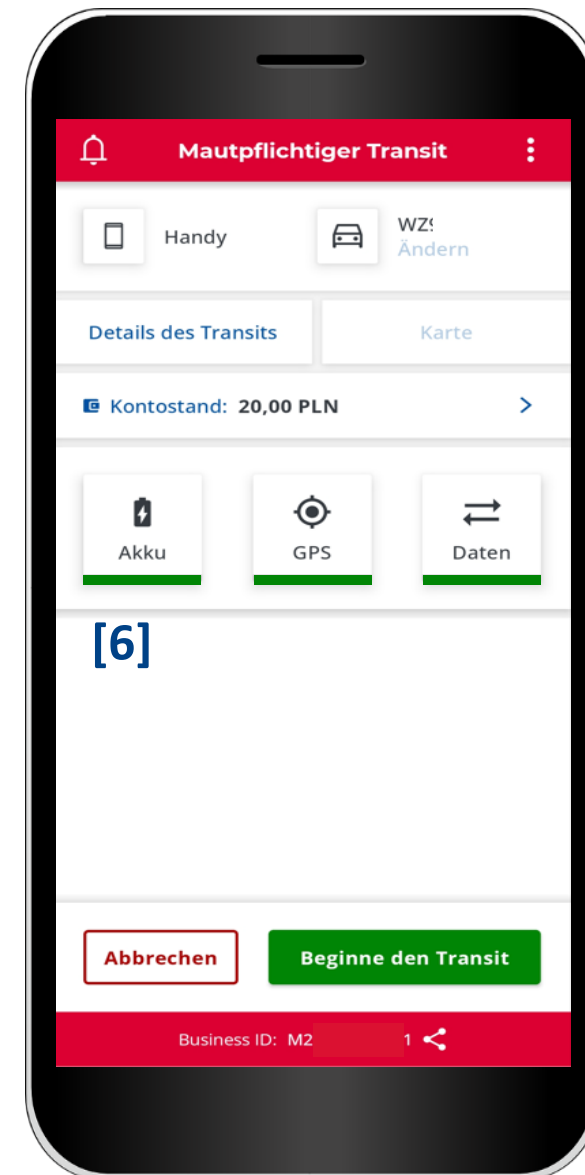 Mautpflichtiger Transit
Handy
WZ9
Ändern
Details des Transits
Karte
Kontostand: 20,00 PLN
Akku
GPS
Daten
[6]
Abbrechen
Beginne den Transit
Business ID: M2 1